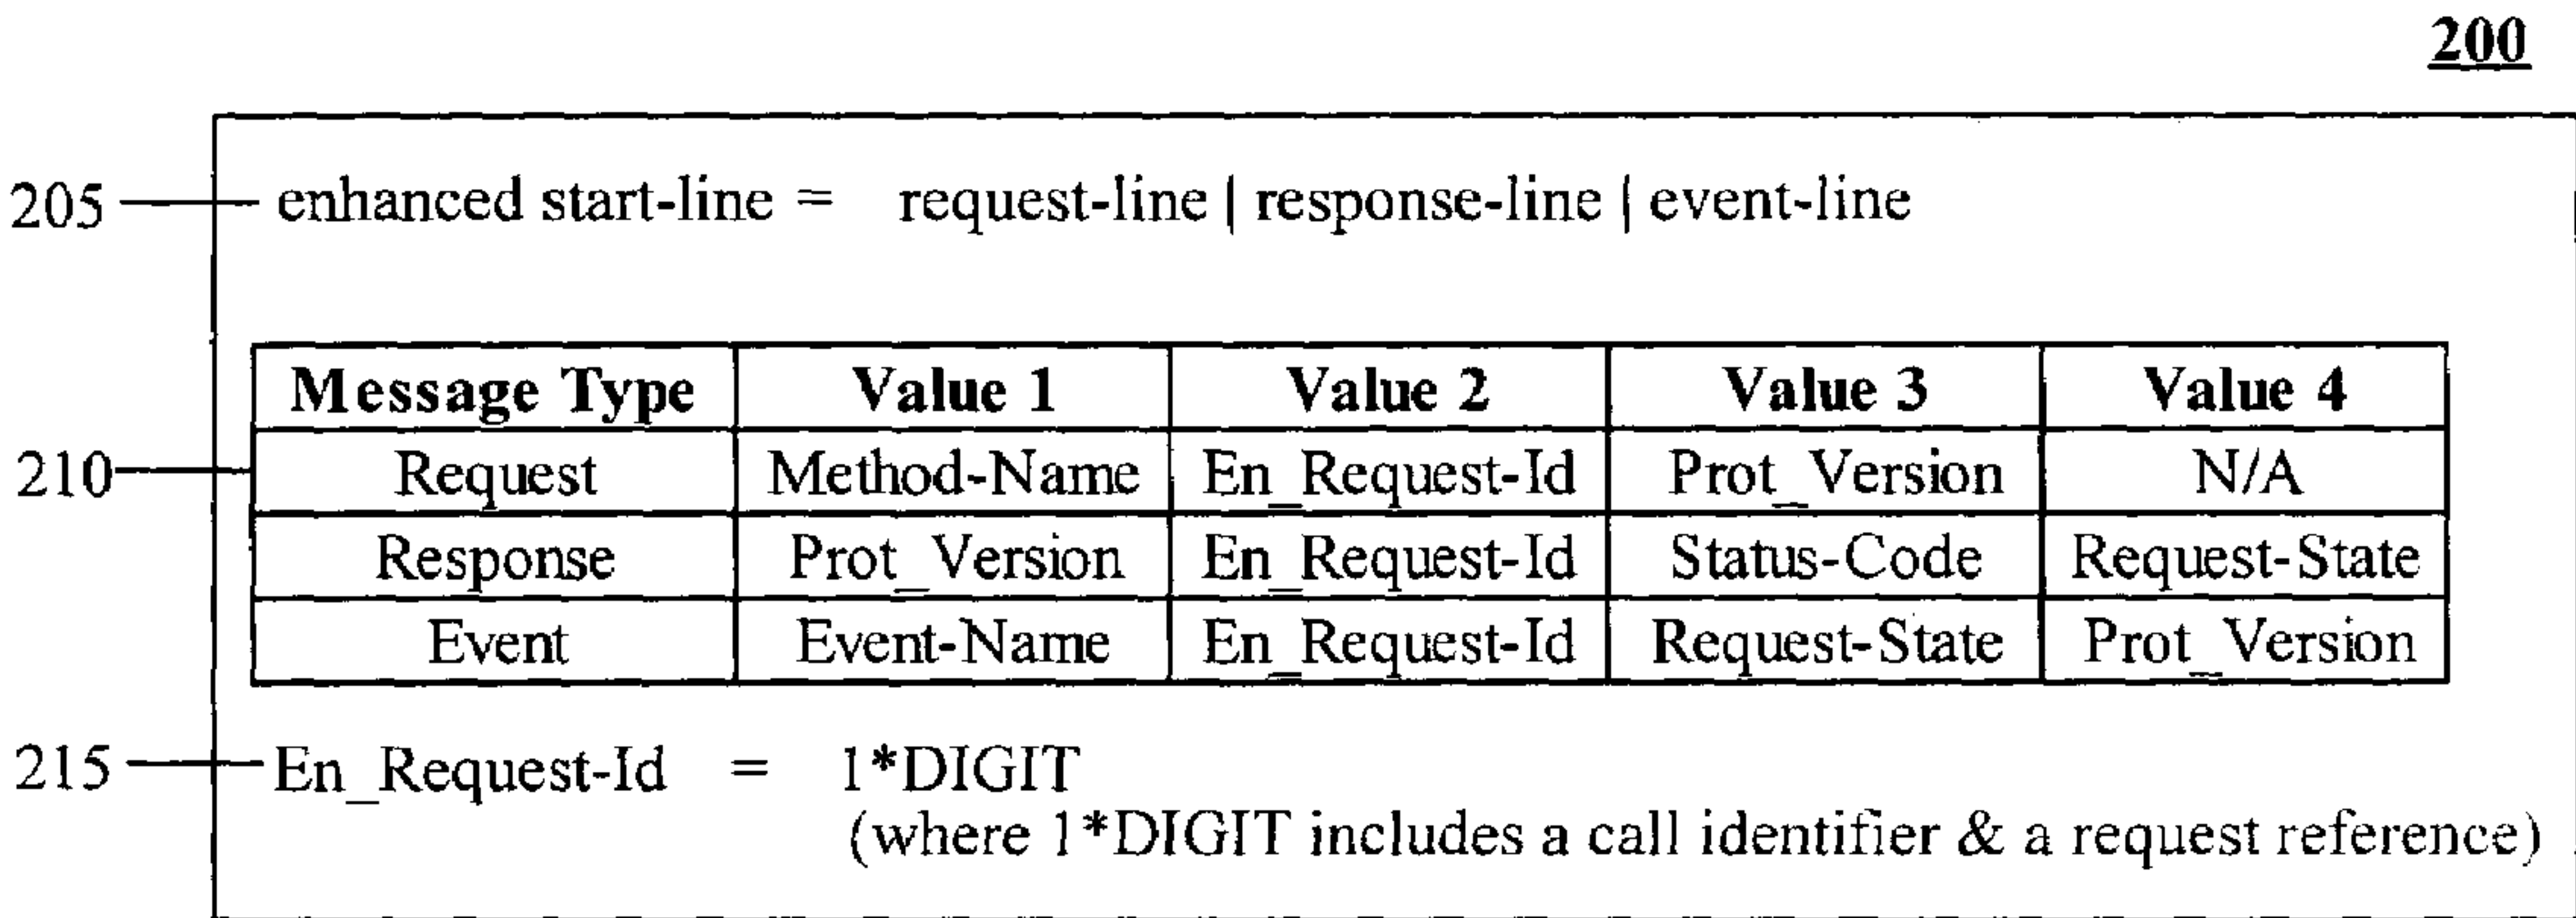 200
205 enhanced start-line = request-line | response-line | event-line
Message Type Value 1 Value 2 Value 3 Value 4
210 Request Method-Name En_Request-Id Prot_Version N/A
Response Prot_Version En_Request-Id Status-Code Request-State
Event Event-Name En_Request-Id Request-State Prot_Version
215 En_Request-Id = 1*DIGIT
(where 1*DIGIT includes a call identifier & a request reference)